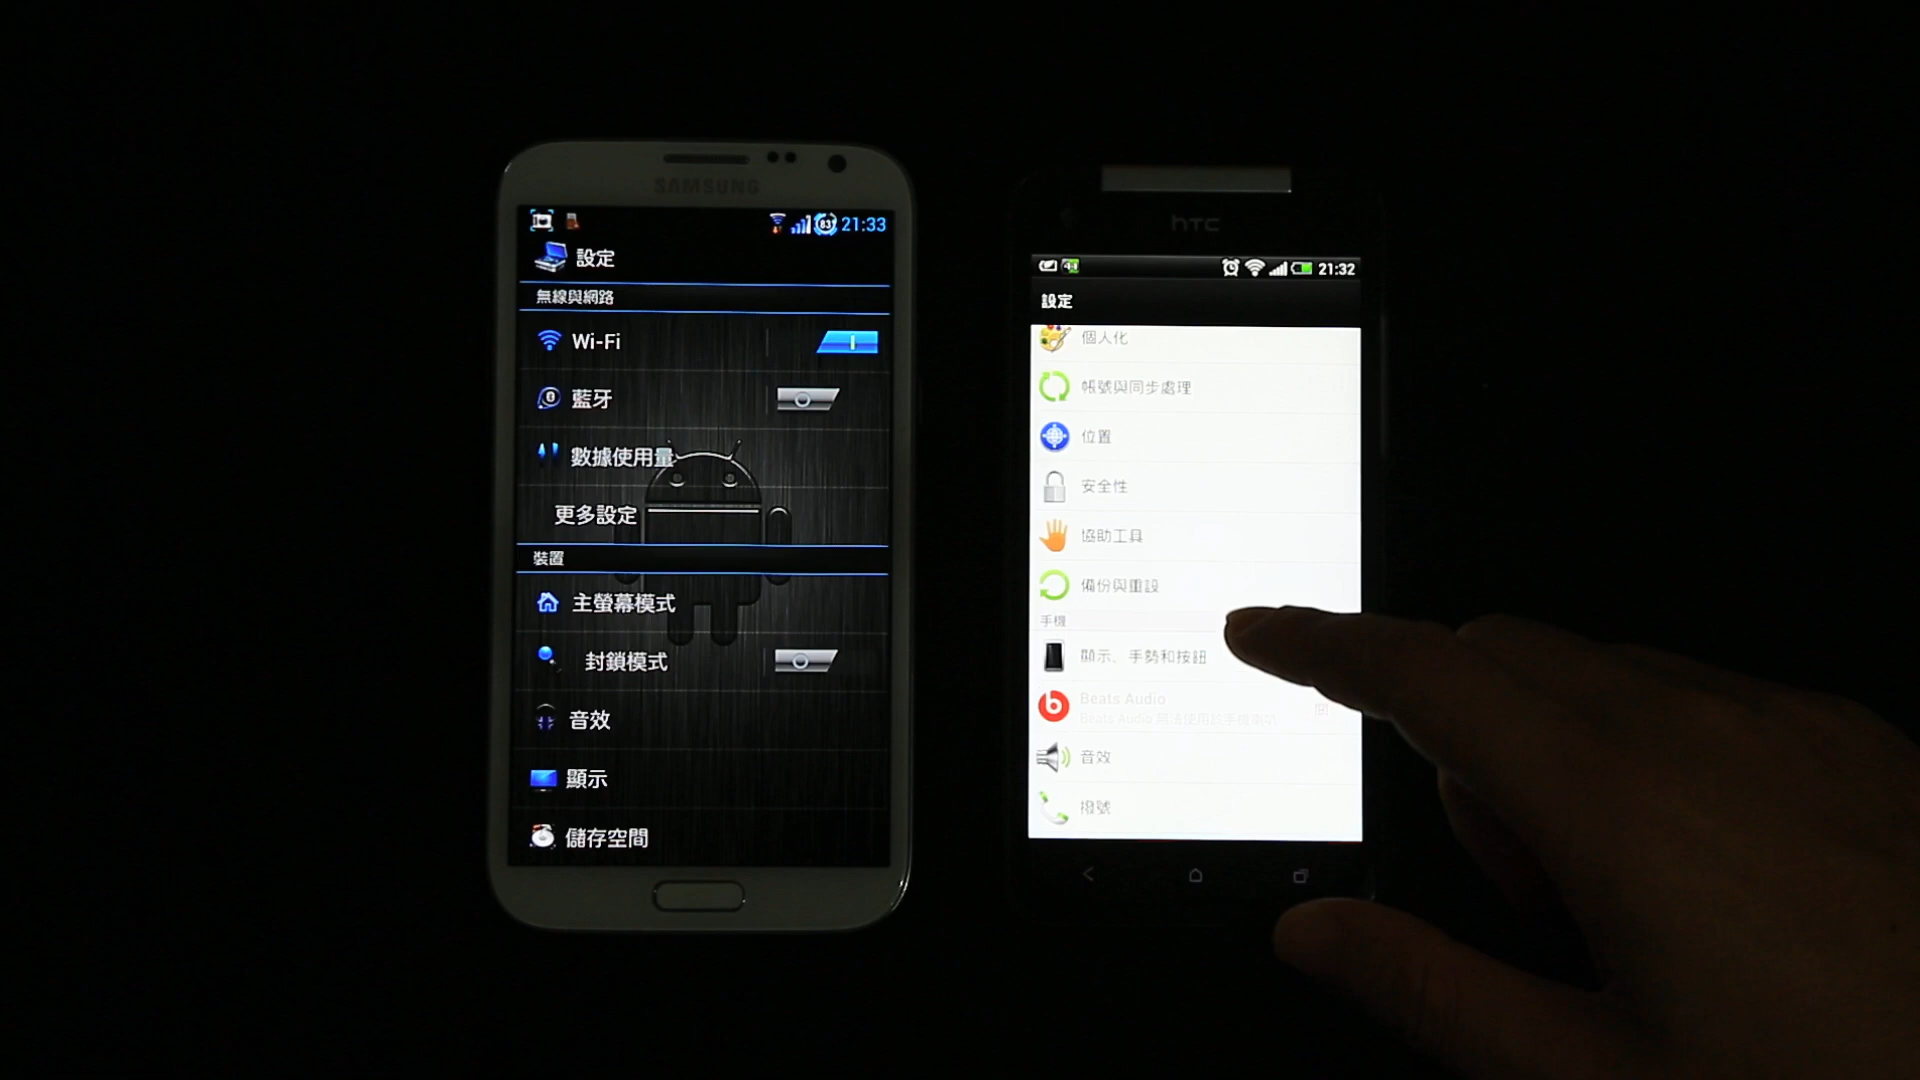 SAMSUNG
83
21:33
設定
無線與網路
Wi-Fi
藍牙
數據使用量
更多設定
裝置
主螢幕模式
封鎖模式
音效
顯示
儲存空間
htc
21:32
設定
個人化
帳號與同步處理
位置
安全性
協助工具
備份與重設
手機
顯示、手勢和按鈕
Beats Audio
音效
撥號